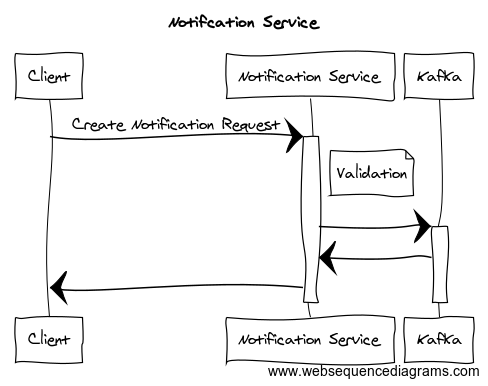 Notifcation Service
Client
Notification Service
Kafka
Create Notification Request
Validation
Client
Notification Service
Kafka
www.websequencediagrams.com